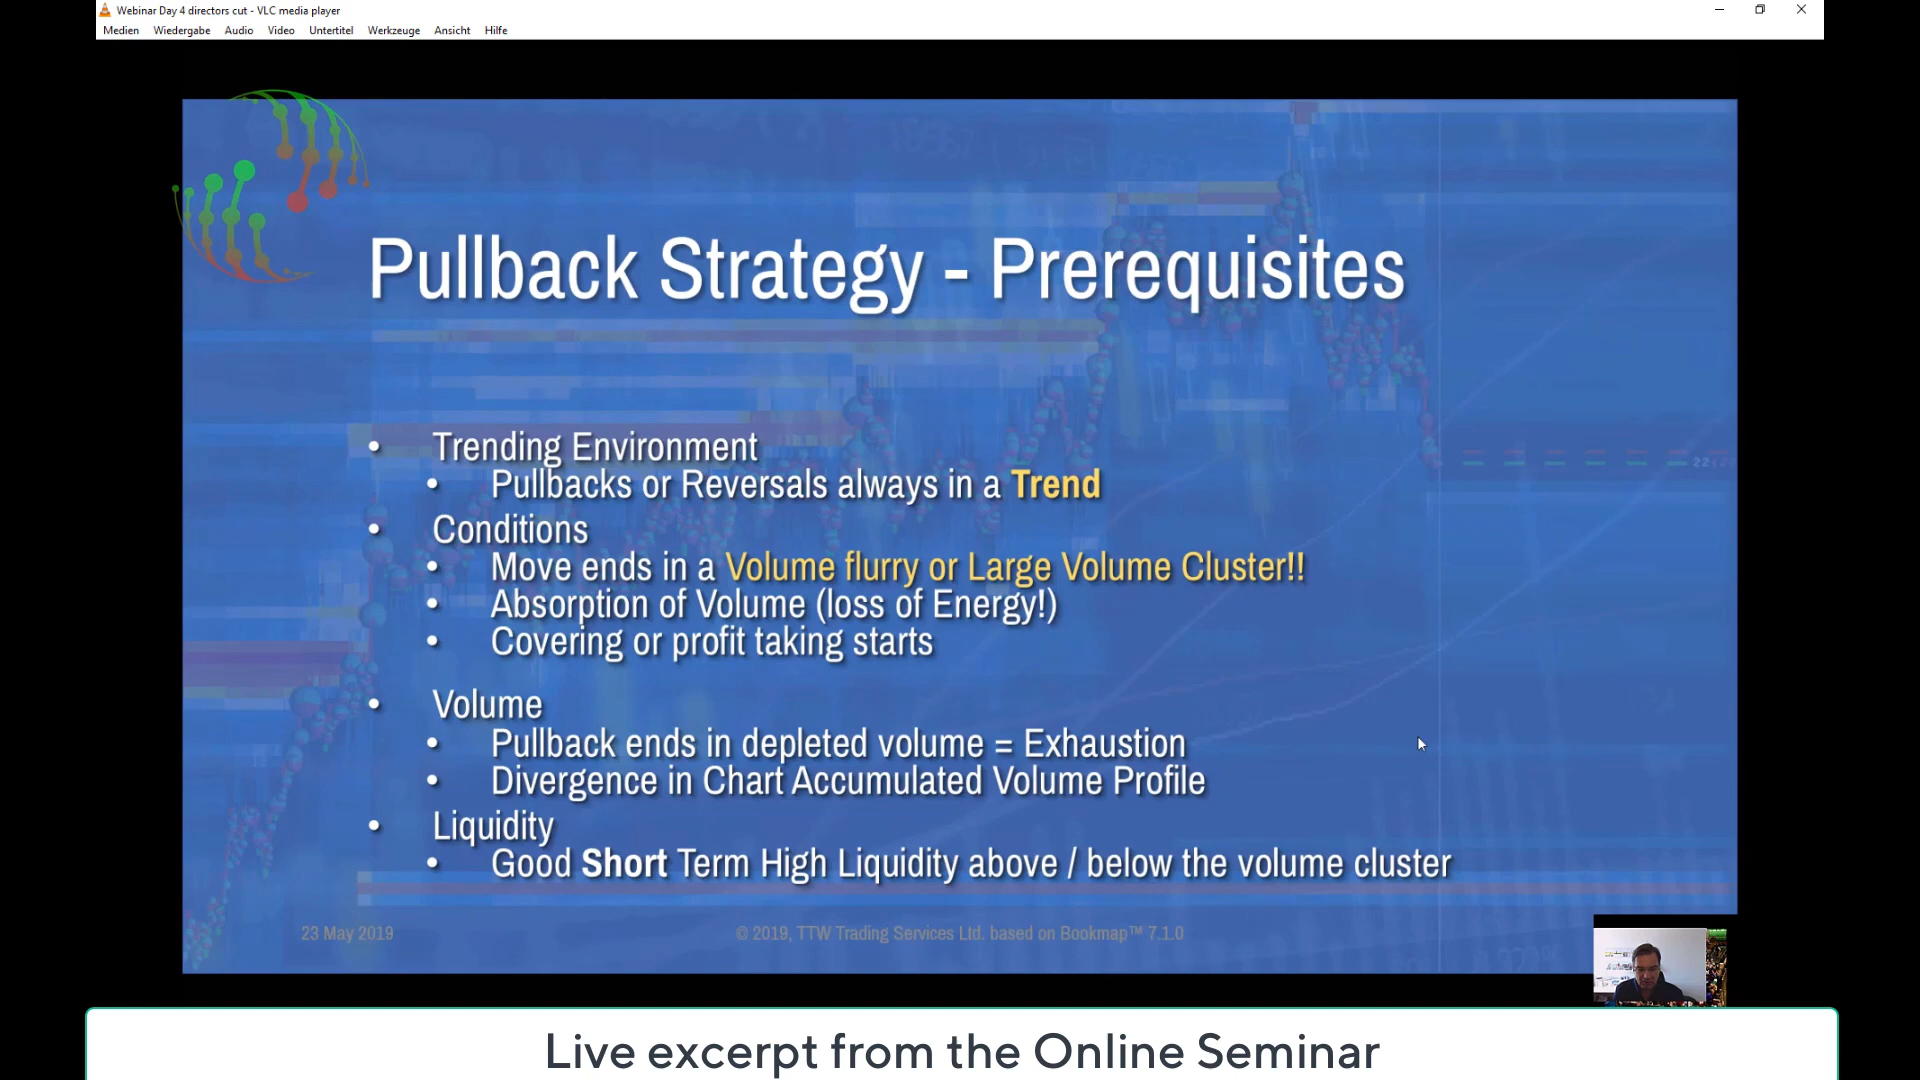 Webinar Day 4 directors cut - VLC media player
Medien Wiedergabe Audio Video Untertitel Werkzeuge Ansicht Hilfe
Pullback Strategy - Prerequisites
• Trending Environment
• Pullbacks or Reversals always in a Trend
• Conditions
• Move ends in a Volume flurry or Large Volume Cluster!!
• Absorption of Volume (loss of Energy!)
• Covering or profit taking starts
• Volume
• Pullback ends in depleted volume = Exhaustion
• Divergence in Chart Accumulated Volume Profile
• Liquidity
• Good Short Term High Liquidity above / below the volume cluster
23 May 2019
© 2019, TTW Trading Services Ltd. based on Bookmap™ 7.1.0
Live excerpt from the Online Seminar